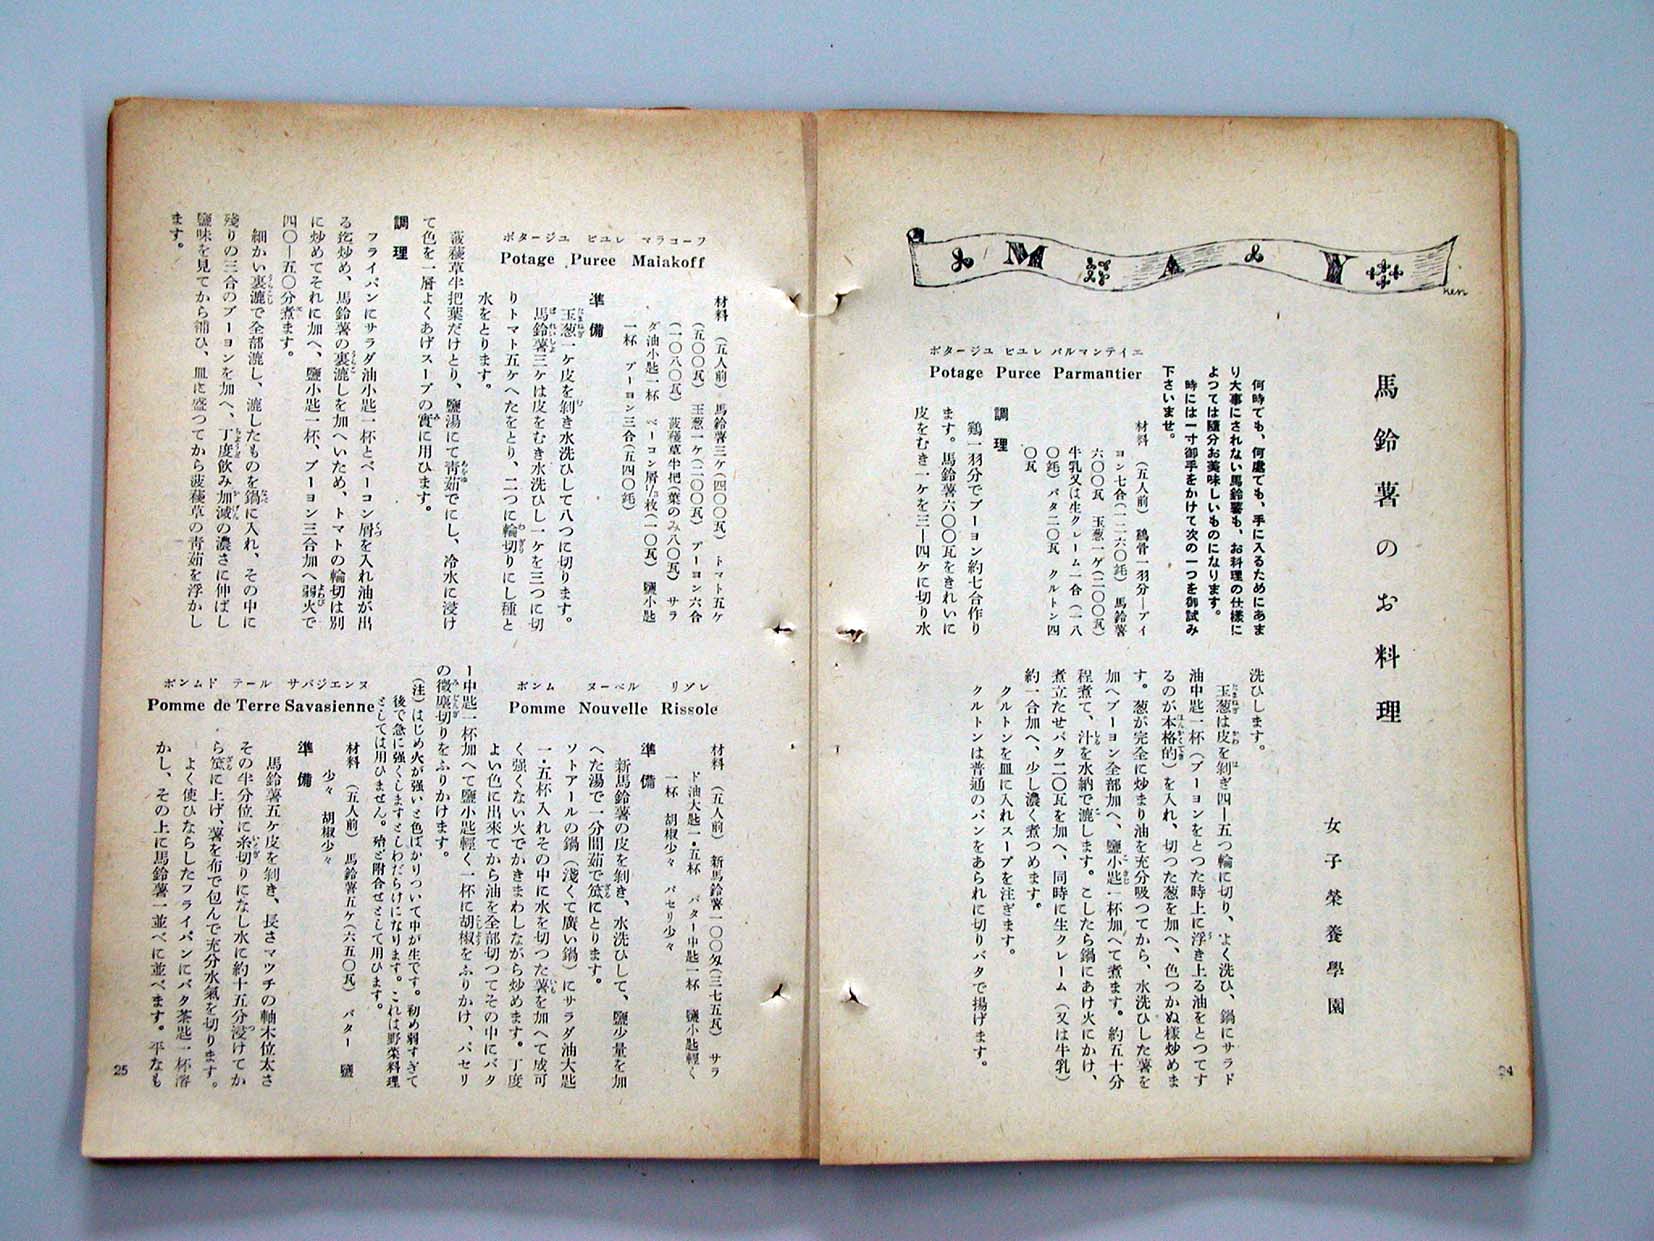 MAY
ken
馬鈴薯のお料理
女子榮養學園
何時でも、何處でも、手に入るためにあま
り大事にされない馬鈴薯も、お料理の仕樣に
よつては隨分お美味しいものになります。
時には一寸御手をかけて次の一つを御試み
下さいませ。
ポタージユ ピユレ パルマンテイエ
Potage Puree Parmantier
材料 (五人前) 鷄骨一羽分―ブイ
ヨン七合(一二六〇竓) 馬鈴薯
六〇〇瓦 玉葱一ケ(二〇〇瓦)
牛乳又は生クレーム一合(一八
〇竓) バタ二〇瓦 クルトン四
〇瓦
調理
鷄一羽分でブーヨン約七合作り
ます。馬鈴薯六〇〇瓦をきれいに
皮をむき一ケを三―四ケに切り水
洗ひします。
玉葱は皮を剝ぎ四―五つ輪に切り、よく洗ひ、鍋にサラド
油中匙一杯(ブーヨンをとつた時上に浮き上る油をとつてす
るのが本格的)を入れ、切つた葱を加へ、色つかぬ樣炒めま
す。葱が完全に炒まり油を充分吸つてから、水洗ひした薯を
加へブーヨン全部加へ、鹽小匙一杯加へて煮ます。約五十分
程煮て、汁を水納で漉します。こしたら鍋にあけ火にかけ、
煮立たせバタ二〇瓦を加へ、同時に生クレーム(又は牛乳)
約一合加へ、少し濃く煮つめます。
クルトンを皿に入れスープを注ぎます。
クルトンは普通のパンをあられに切りバタで揚げます。
24
ポタージユ ピユレ マラコーフ
Potage Puree Maiakoff
材料 (五人前) 馬鈴薯三ケ(四〇〇瓦) トマト五ケ
(五〇〇瓦) 玉葱一ケ(二〇〇瓦) ブーヨン六合
(一〇八〇瓦) 菠薐草半把(葉のみ八〇瓦) サラ
ダ油小匙一杯 ベーコン屑1/2枚(一〇瓦) 鹽小匙
一杯 ブーヨン三合(五四〇竓)
準備
玉葱一ケ皮を剝き水洗ひして八つに切ります。
馬鈴薯三ケは皮をむき水洗ひし一ケを三つに切
りトマト五ケへたをとり、二つに輪切りにし種と
水をとります。
菠薐草半把葉だけとり、鹽湯にて靑茹でにし、冷水に浸け
て色を一層よくあげスープの實に用ひます。
調理
フライパンにサラダ油小匙一杯とベーコン屑を入れ油が出
る迄炒め、馬鈴薯の裏漉しを加へいため、トマトの輪切は別
に炒めてそれに加へ、鹽小匙一杯、ブーヨン三合加へ弱火で
四〇―五〇分煮ます。
細かい裏漉で全部漉し、漉したものを鍋に入れ、その中に
殘りの三合のブーヨンを加へ、丁度飲み加減の濃さに伸ばし
鹽味を見てから補ひ、皿に盛つてから菠薐草の靑茹を浮かし
ます。
ポンム ヌーベル リゾレ
Pomme Nouvelle Rissole
材料 (五人前) 新馬鈴薯一〇〇匁(三七五瓦) サラ
ド油大匙一・五杯 バター中匙一杯 鹽小匙輕く
一杯 胡椒少々 パセリ少々
準備
新馬鈴薯の皮を剝き、水洗ひして、鹽少量を加
へた湯で一分間茹で笊にとります。
ソトアールの鍋(淺くて廣い鍋)にサラダ油大匙
一・五杯入れその中に水を切つた薯を加へて成可
く强くない火でかきまわしながら炒めます。丁度
よい色に出來てから油を全部切つてその中にバタ
ー中匙一杯加へて鹽小匙輕く一杯に胡椒をふりかけ、パセリ
の微塵切りをふりかけます。
(注) はじめ火が强いと色ばかりついて中が生です。初め弱すぎて
後で急に强くしますとしわだらけになります。これは野菜料理
としては用ひません。殆ど附合せとして用ひます。
ポンムド テール サバジエンヌ
Pomme de Terre Savasienne
材料 (五人前) 馬鈴薯五ケ(六五〇瓦) バター 鹽
少々 胡椒少々
準備
馬鈴薯五ケ皮を剝き、長さマツチの軸木位太さ
その半分位に糸切りになし水に約十五分浸けてか
ら笊に上げ、薯を布で包んで充分水氣を切ります。
よく使ひならしたフライパンにバタ茶匙一杯溶
かし、その上に馬鈴薯一並べに並べます。平なも
25